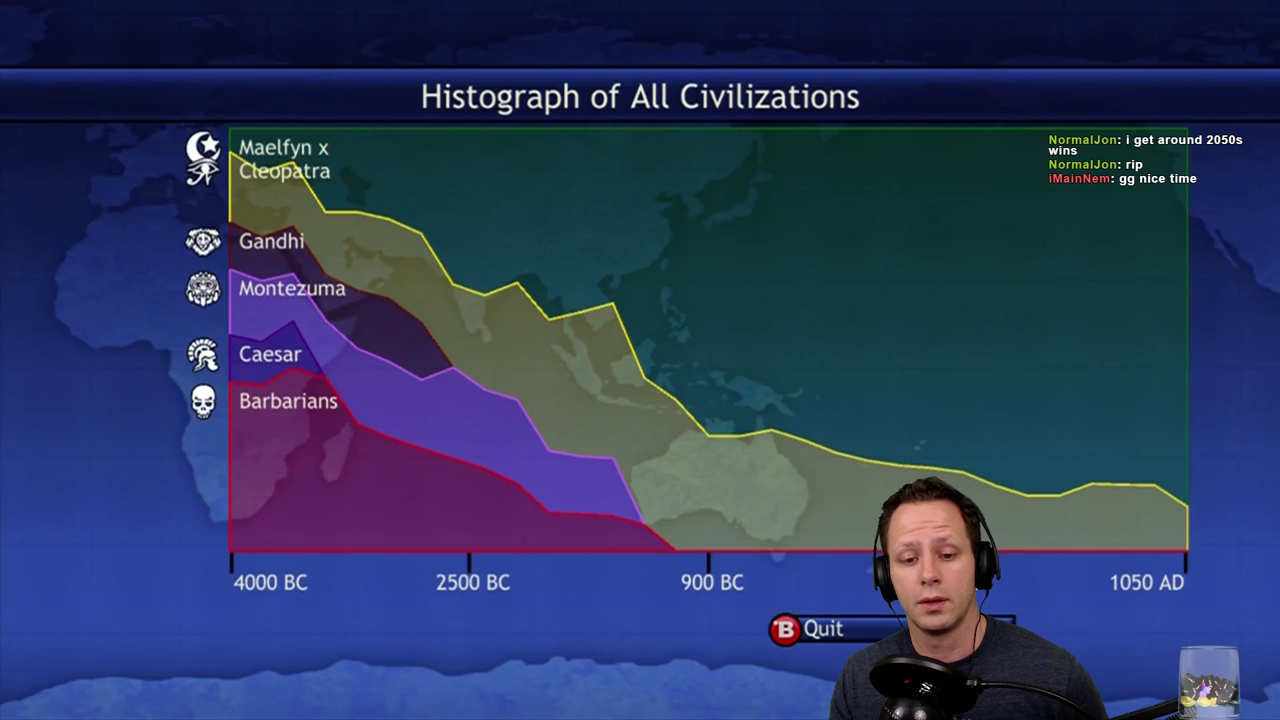 Histograph of All Civilizations
NormalJon: i get around 2050s
wins
NormalJon: rip
iMainNem: gg nice time
Maelfyn x
Cleopatra
Gandhi
Montezuma
Caesar
Barbarians
4000 BC
2500 BC
900 BC
1050 AD
B Quit